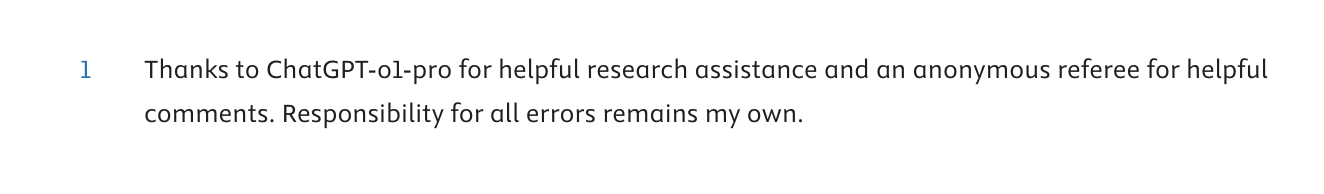 1 Thanks to ChatGPT-o1-pro for helpful research assistance and an anonymous referee for helpful
comments. Responsibility for all errors remains my own.